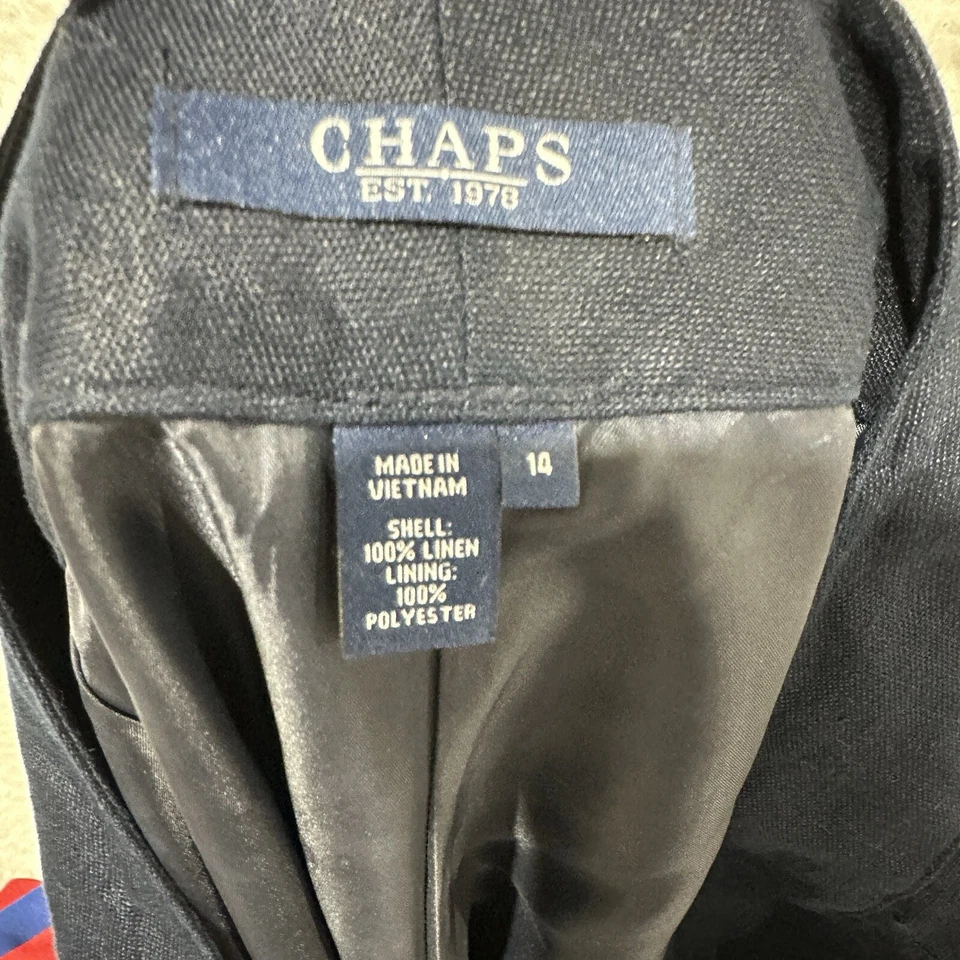 CHAPS
EST. 1978
MADE IN
VIETNAM
14
SHELL:
100% LINEN
LINING:
100%
POLYESTER